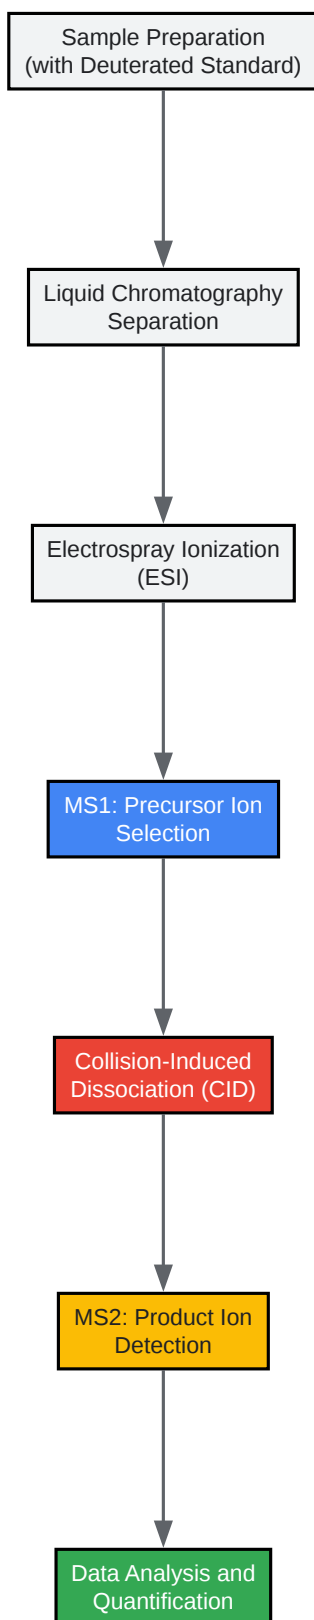 Sample Preparation
(with Deuterated Standard)
Liquid Chromatography
Separation
Electrospray Ionization
(ESI)
MS1: Precursor Ion
Selection
Collision-Induced
Dissociation (CID)
MS2: Product Ion
Detection
Data Analysis and
Quantification